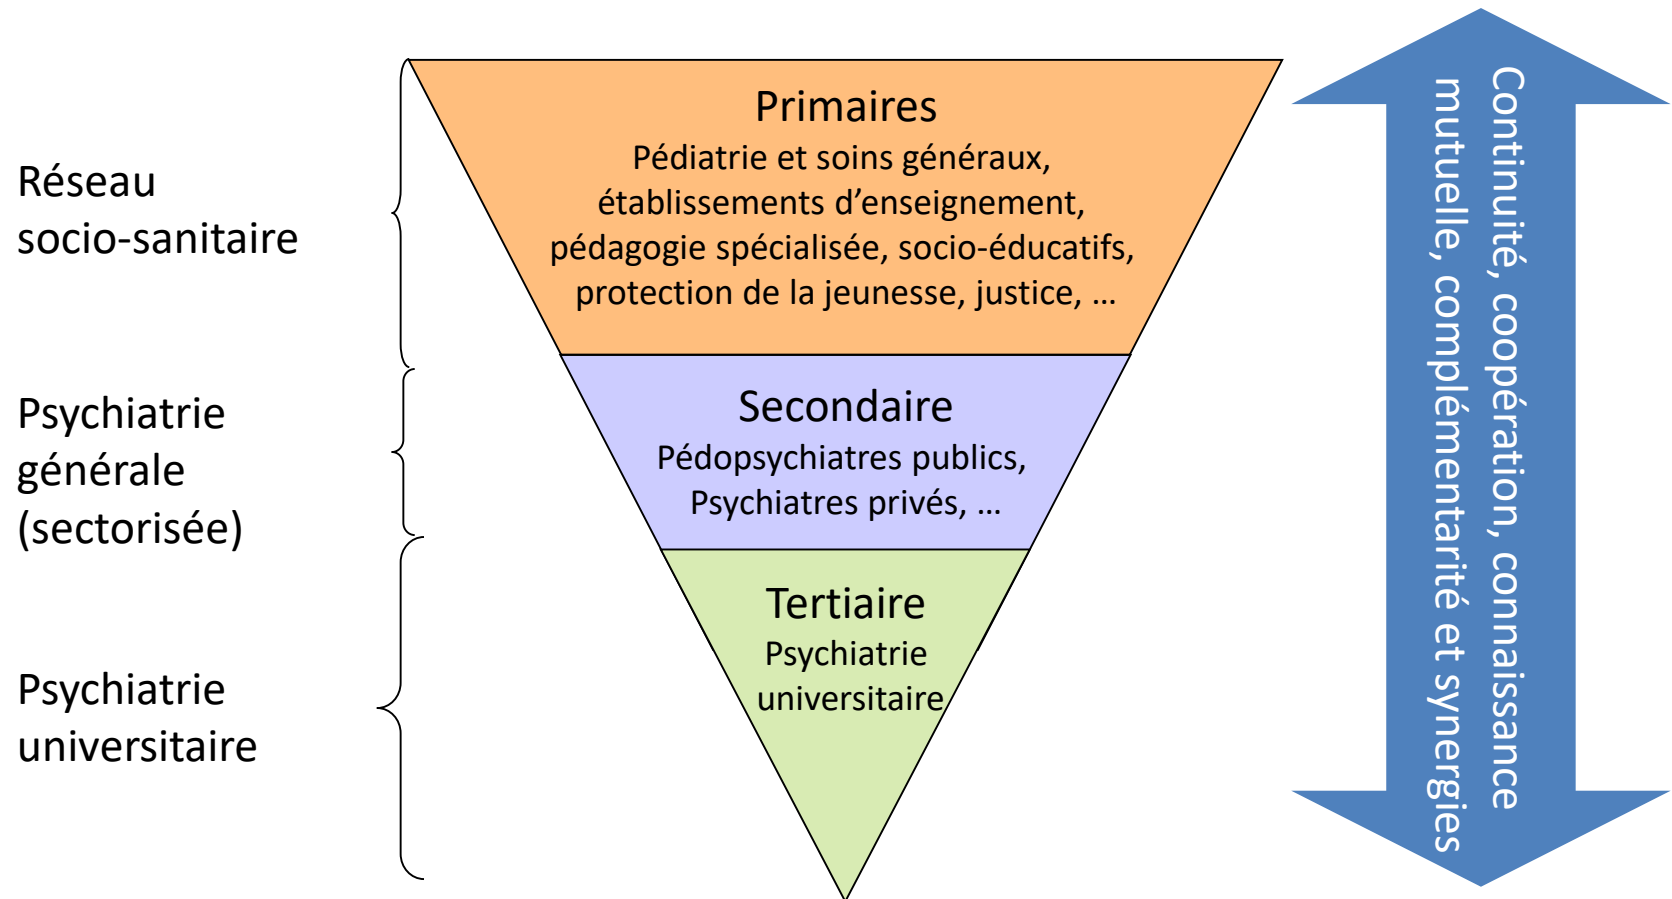 Réseau
socio-sanitaire
Primaires
Pédiatrie et soins généraux,
établissements d’enseignement,
pédagogie spécialisée, socio-éducatifs,
protection de la jeunesse, justice, …
Psychiatrie
générale
(sectorisée)
Secondaire
Pédopsychiatres publics,
Psychiatres privés, …
Psychiatrie
universitaire
Tertiaire
Psychiatrie
universitaire
Continuité, coopération, connaissance
mutuelle, complémentarité et synergies